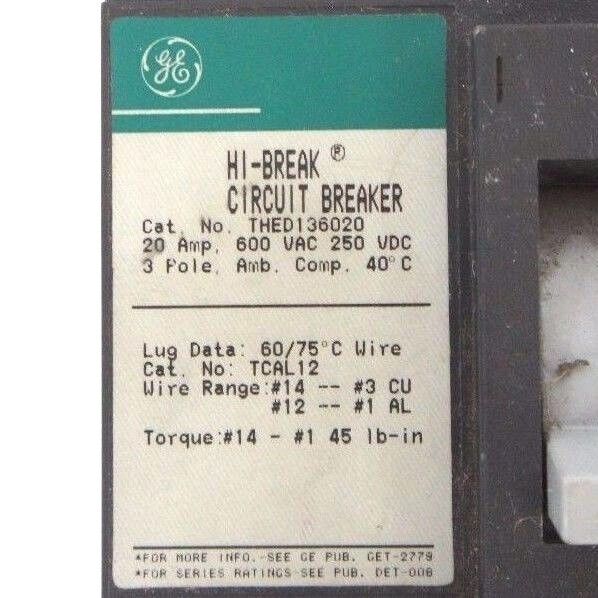 GE
HI-BREAK ®
CIRCUIT BREAKER
Cat. No. THED136020
20 Amp, 600 VAC 250 VDC
3 Pole, Amb. Comp. 40°C
Lug Data: 60/75°C Wire
Cat. No: TCAL12
Wire Range:#14 -- #3 CU
#12 -- #1 AL
Torque:#14 - #1 45 lb-in
*FOR MORE INFO.-SEE GE PUB. GET-2779
*FOR SERIES RATINGS-SEE PUB. DET-008